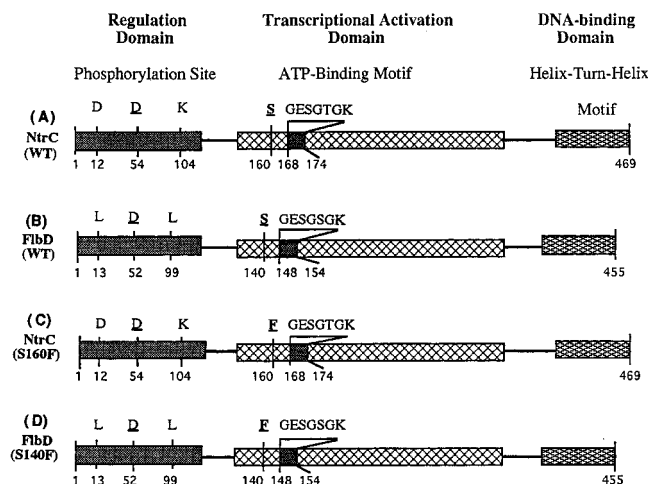 Regulation Transcriptional Activation DNA-binding
Domain Domain Domain
Phosphorylation Site ATP-Binding Motif Helix-Turn-Helix
Motif
(A)
NtrC
(WT)
D D K S GESGTGK
1 12 54 104 160 168 174 469
(B)
FlbD
(WT)
L D L S GESGSGK
1 13 52 99 140 148 154 455
(C)
NtrC
(S160F)
D D K F GESGTGK
1 12 54 104 160 168 174 469
(D)
FlbD
(S140F)
L D L F GESGSGK
1 13 52 99 140 148 154 455